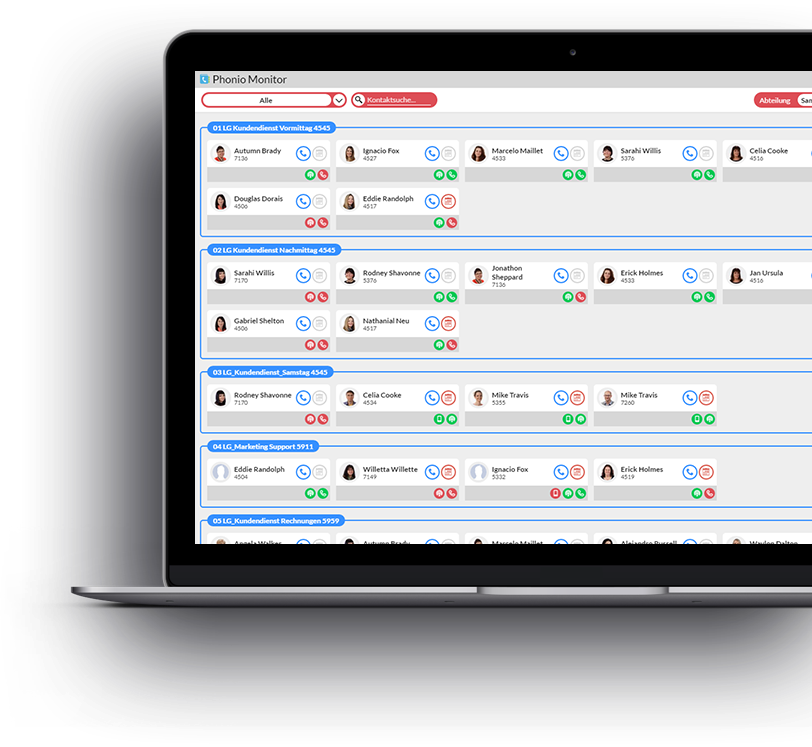 Phonio Monitor
Alle
Kontaktsuche...
Abteilung
01 LG Kundendienst Vormittag 4545
Autumn Brady
7136
Ignacio Fox
4527
Marcelo Maillet
4533
Sarahi Willis
5376
Celia Cooke
4516
Douglas Dorais
4506
Eddie Randolph
4517
02 LG Kundendienst Nachmittag 4545
Sarahi Willis
7170
Rodney Shavonne
5376
Jonathon
Sheppard
7136
Erick Holmes
4533
Jan Ursula
4516
Gabriel Shelton
4506
Nathanial Neu
4517
03 LG_Kundendienst_Samstag 4545
Rodney Shavonne
7170
Celia Cooke
4534
Mike Travis
5355
Mike Travis
7260
04 LG_Marketing Support 5911
Eddie Randolph
4504
Willetta Willette
7149
Ignacio Fox
5332
Erick Holmes
4519
05 LG_Kundendienst Rechnungen 5959
Angela Walker
Autumn Brady
Marcelo Maillet
Alejandro Russell
Waylon Dalton